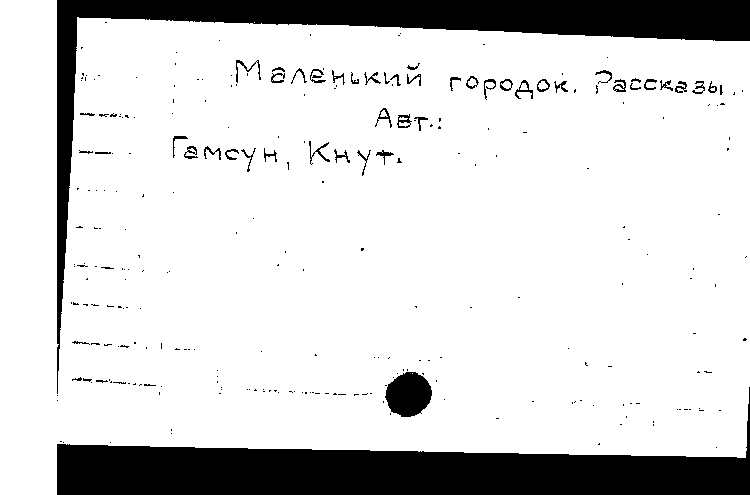 Маленький городок. Рассказы.
Авт.:
Гамсун, Кнут.